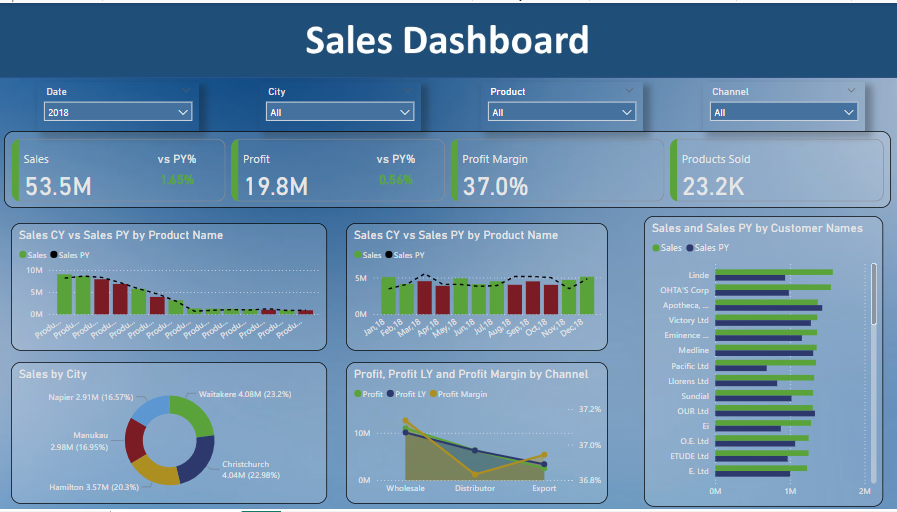 Sales Dashboard
Date
City
Product
Channel
2018
All
All
All
Sales
vs PY%
53.5M
1.65%
Profit
vs PY%
19.8M
0.54%
Profit Margin
37.0%
Products Sold
23.2K
Sales CY vs Sales PY by Product Name
Sales
Sales PY
10M
5M
0M
Produ...
Produ...
Produ...
Produ...
Produ...
Produ...
Produ...
Produ...
Produ...
Produ...
Produ...
Produ...
Produ...
Produ...
Sales CY vs Sales PY by Product Name
Sales
Sales PY
5M
0M
Jan.18
Feb.18
Mar.18
Apr.18
May.18
Jun.18
Jul.18
Aug.18
Sep.18
Oct.18
Nov.18
Dec.18
Sales and Sales PY by Customer Names
Sales
Sales PY
Linde
OHTA'S Corp
Apotheca, ...
Victory Ltd
Eminence ...
Medline
Pacific Ltd
Llorens Ltd
Sundial
OUR Ltd
Ei
O.E. Ltd
ETUDE Ltd
E. Ltd
0M
1M
2M
Sales by City
Napier 2.91M (16.57%)
Waitakere 4.08M (23.2%)
Manukau
2.98M (16.95%)
Christchurch
4.04M (22.98%)
Hamilton 3.57M (20.3%)
Profit, Profit LY and Profit Margin by Channel
Profit
Profit LY
Profit Margin
10M
0M
37.2%
37.0%
36.8%
Wholesale
Distributor
Export